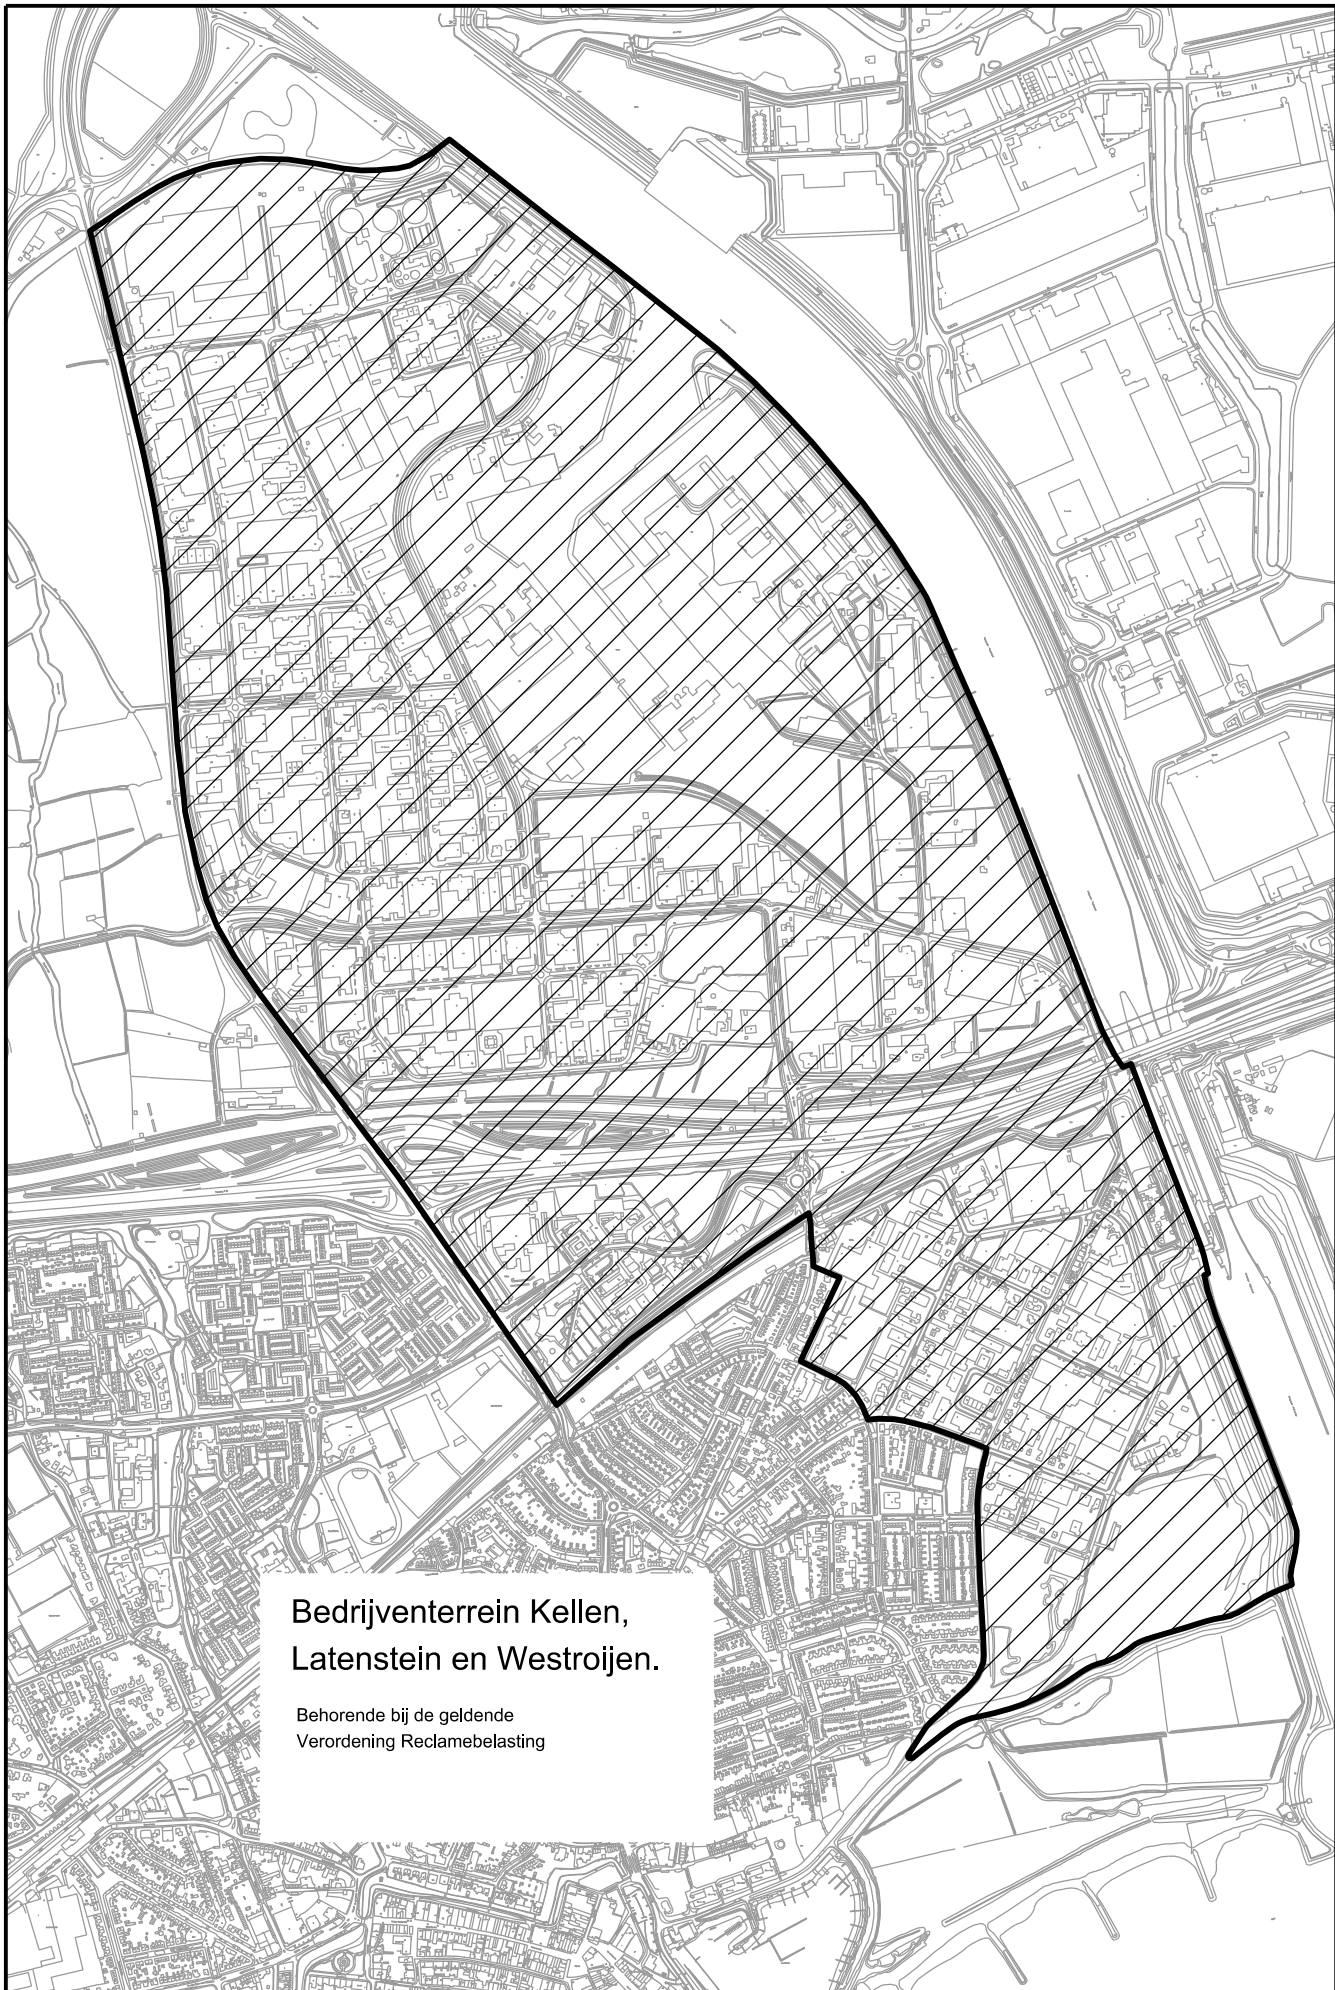 Bedrijventerrein Kellen,
Latenstein en Westroijen.
Behorende bij de geldende
Verordening Reclamebelasting